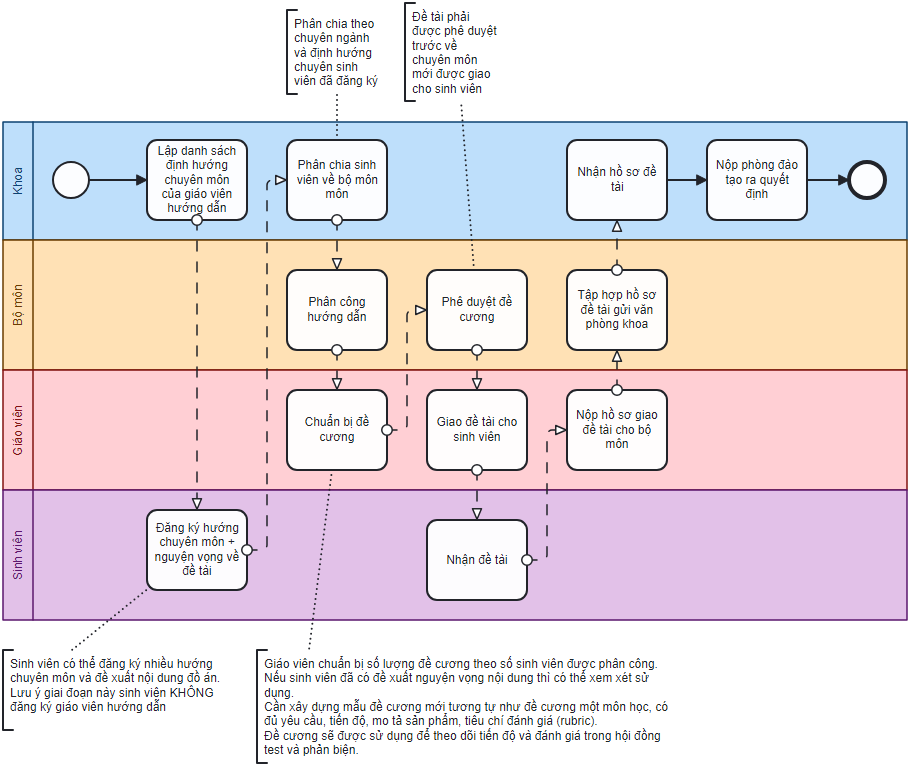 Phân chia theo
chuyên ngành
và định hướng
chuyên sinh
viên đã đăng ký
Đề tài phải
được phê duyệt
trước về
chuyên môn
mới được giao
cho sinh viên
Khoa
Lập danh sách
định hướng
chuyên môn
của giáo viên
hướng dẫn
Phân chia sinh
viên về bộ môn
môn
Nhận hồ sơ đề
tài
Nộp phòng đào
tạo ra quyết
định
Bộ môn
Phân công
hướng dẫn
Phê duyệt đề
cương
Tập hợp hồ sơ
đề tài gửi văn
phòng khoa
Giáo viên
Chuẩn bị đề
cương
Giao đề tài cho
sinh viên
Nộp hồ sơ giao
đề tài cho bộ
môn
Sinh viên
Đăng ký hướng
chuyên môn +
nguyện vọng về
đề tài
Nhận đề tài
Sinh viên có thể đăng ký nhiều hướng
chuyên môn và đề xuất nội dung đồ án.
Lưu ý giai đoạn này sinh viên KHÔNG
đăng ký giáo viên hướng dẫn
Giáo viên chuẩn bị số lượng đề cương theo số sinh viên được phân công.
Nếu sinh viên đã có đề xuất nguyện vọng nội dung thì có thể xem xét sử
dụng.
Cần xây dựng mẫu đề cương mới tương tự như đề cương một môn học, có
đủ yêu cầu, tiến độ, mo tả sản phẩm, tiêu chí đánh giá (rubric).
Đề cương sẽ được sử dụng để theo dõi tiến độ và đánh giá trong hội đồng
test và phản biện.